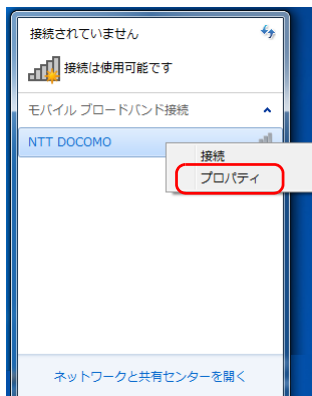 接続されていません
接続は使用可能です
モバイル ブロードバンド接続
NTT DOCOMO
接続
プロパティ
ネットワークと共有センターを開く